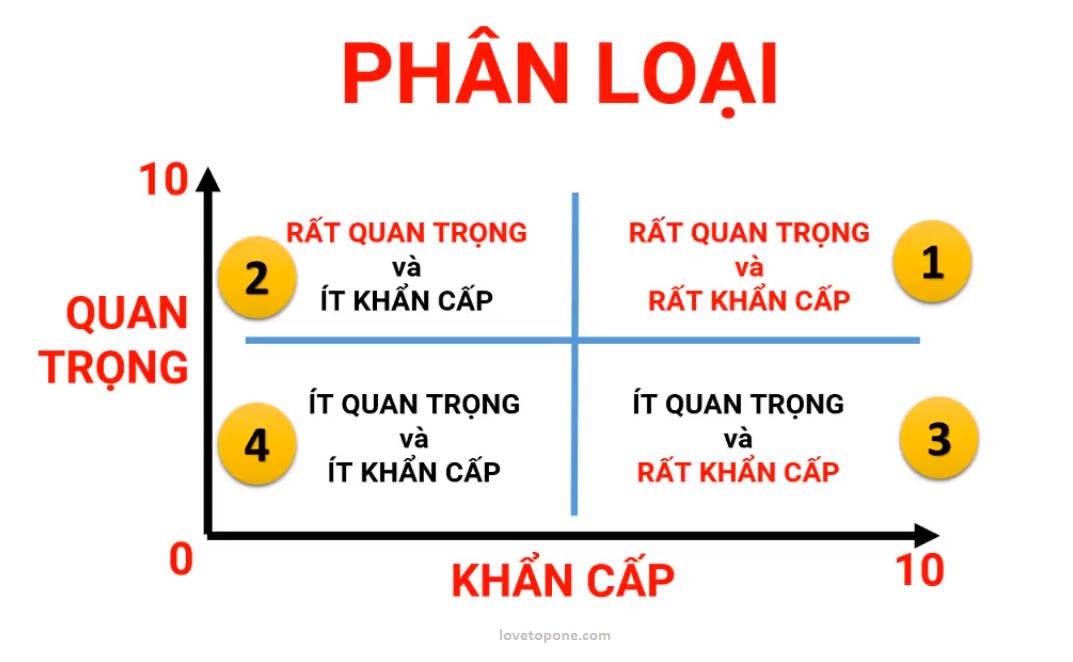 PHÂN LOẠI
10
QUAN
TRỌNG
2
RẤT QUAN TRỌNG
và
ÍT KHẨN CẤP
RẤT QUAN TRỌNG
và
RẤT KHẨN CẤP
1
4
ÍT QUAN TRỌNG
và
ÍT KHẨN CẤP
ÍT QUAN TRỌNG
và
RẤT KHẨN CẤP
3
0
KHẨN CẤP
10
lovetopone.com